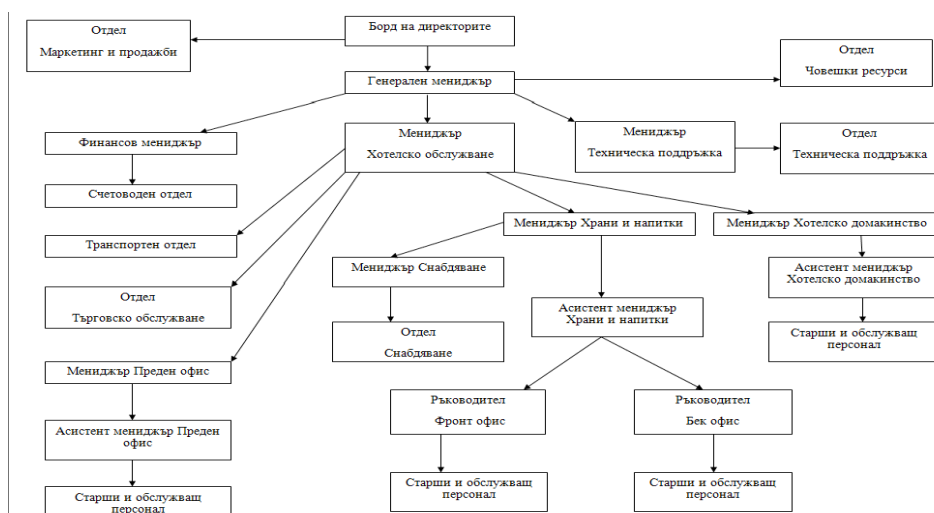 Борд на директорите
Отдел
Маркетинг и продажби
Отдел
Човешки ресурси
Генерален мениджър
Финансов мениджър
Мениджър
Хотелско обслужване
Мениджър
Техническа поддръжка
Отдел
Техническа поддръжка
Счетоводен отдел
Транспортен отдел
Мениджър Храни и напитки
Мениджър Хотелско домакинство
Мениджър Снабдяване
Асистент мениджър
Хотелско домакинство
Отдел
Търговско обслужване
Асистент мениджър
Храни и напитки
Отдел
Снабдяване
Старши и обслужващ
персонал
Мениджър Преден офис
Ръководител
Фронт офис
Ръководител
Бек офис
Асистент мениджър Преден
офис
Старши и обслужващ
персонал
Старши и обслужващ
персонал
Старши и обслужващ
персонал